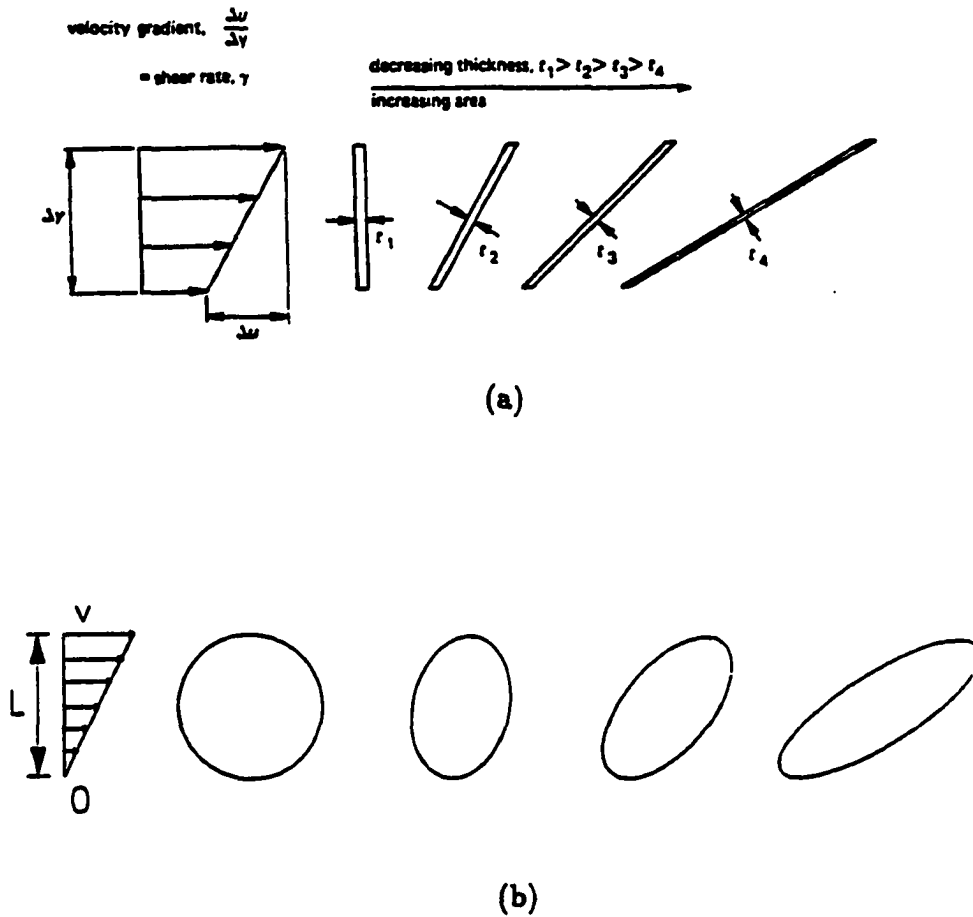 velocity gradient, Δu
Δy
= shear rate, γ
decreasing thickness, t1 > t2 > t3 > t4
increasing area
Δy
t1
t2
t3
t4
Δu
(a)
V
L
0
(b)